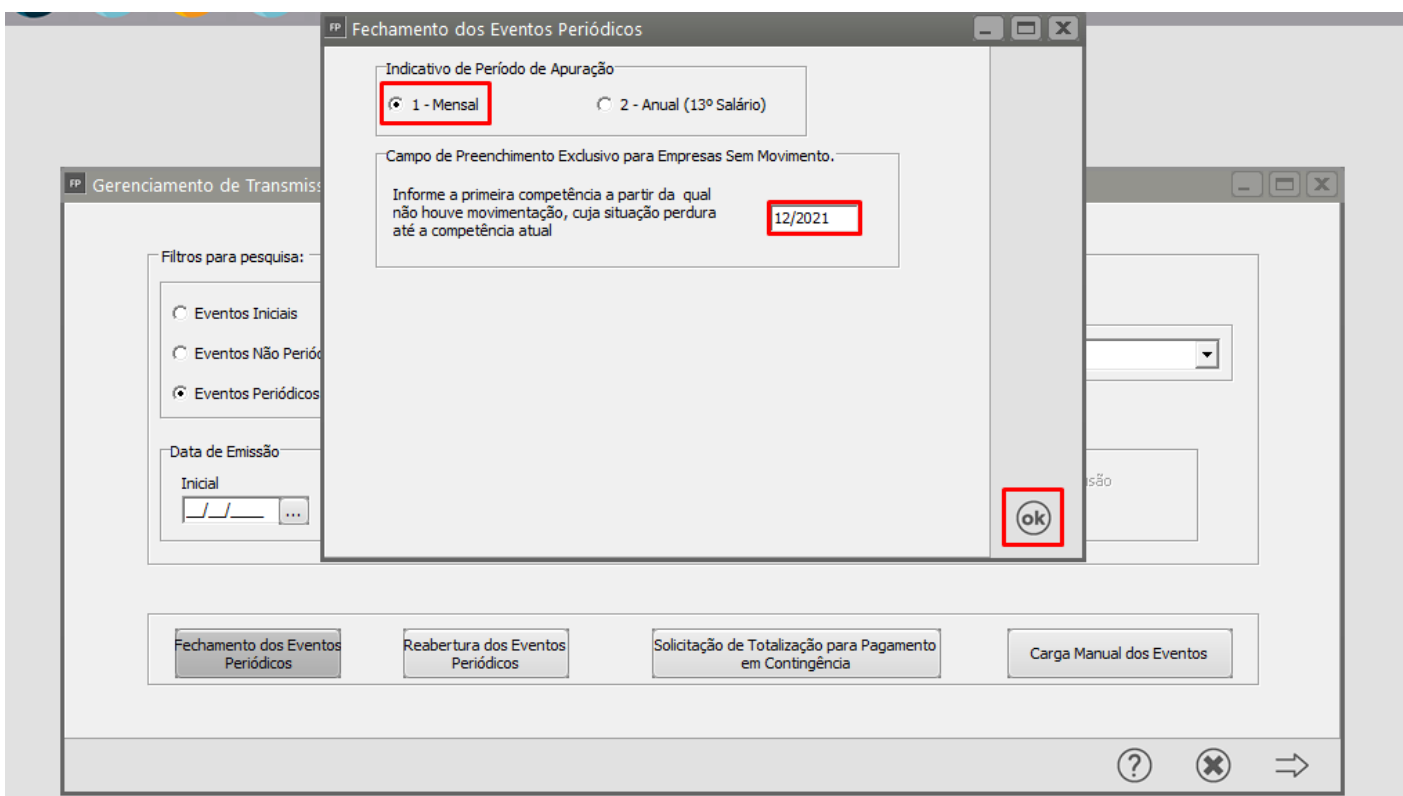 FP Fechamento dos Eventos Periódicos
Indicativo de Período de Apuração
1 - Mensal
2 - Anual (13º Salário)
Campo de Preenchimento Exclusivo para Empresas Sem Movimento.
Informe a primeira competência a partir da qual
não houve movimentação, cuja situação perdura
até a competência atual
12/2021
ok
FP Gerenciamento de Transmiss
Filtros para pesquisa:
Eventos Iniciais
Eventos Não Periód
Eventos Periódicos
Data de Emissão
Inicial
__/__/____ ...
são
Fechamento dos Eventos
Periódicos
Reabertura dos Eventos
Periódicos
Solicitação de Totalização para Pagamento
em Contingência
Carga Manual dos Eventos
?